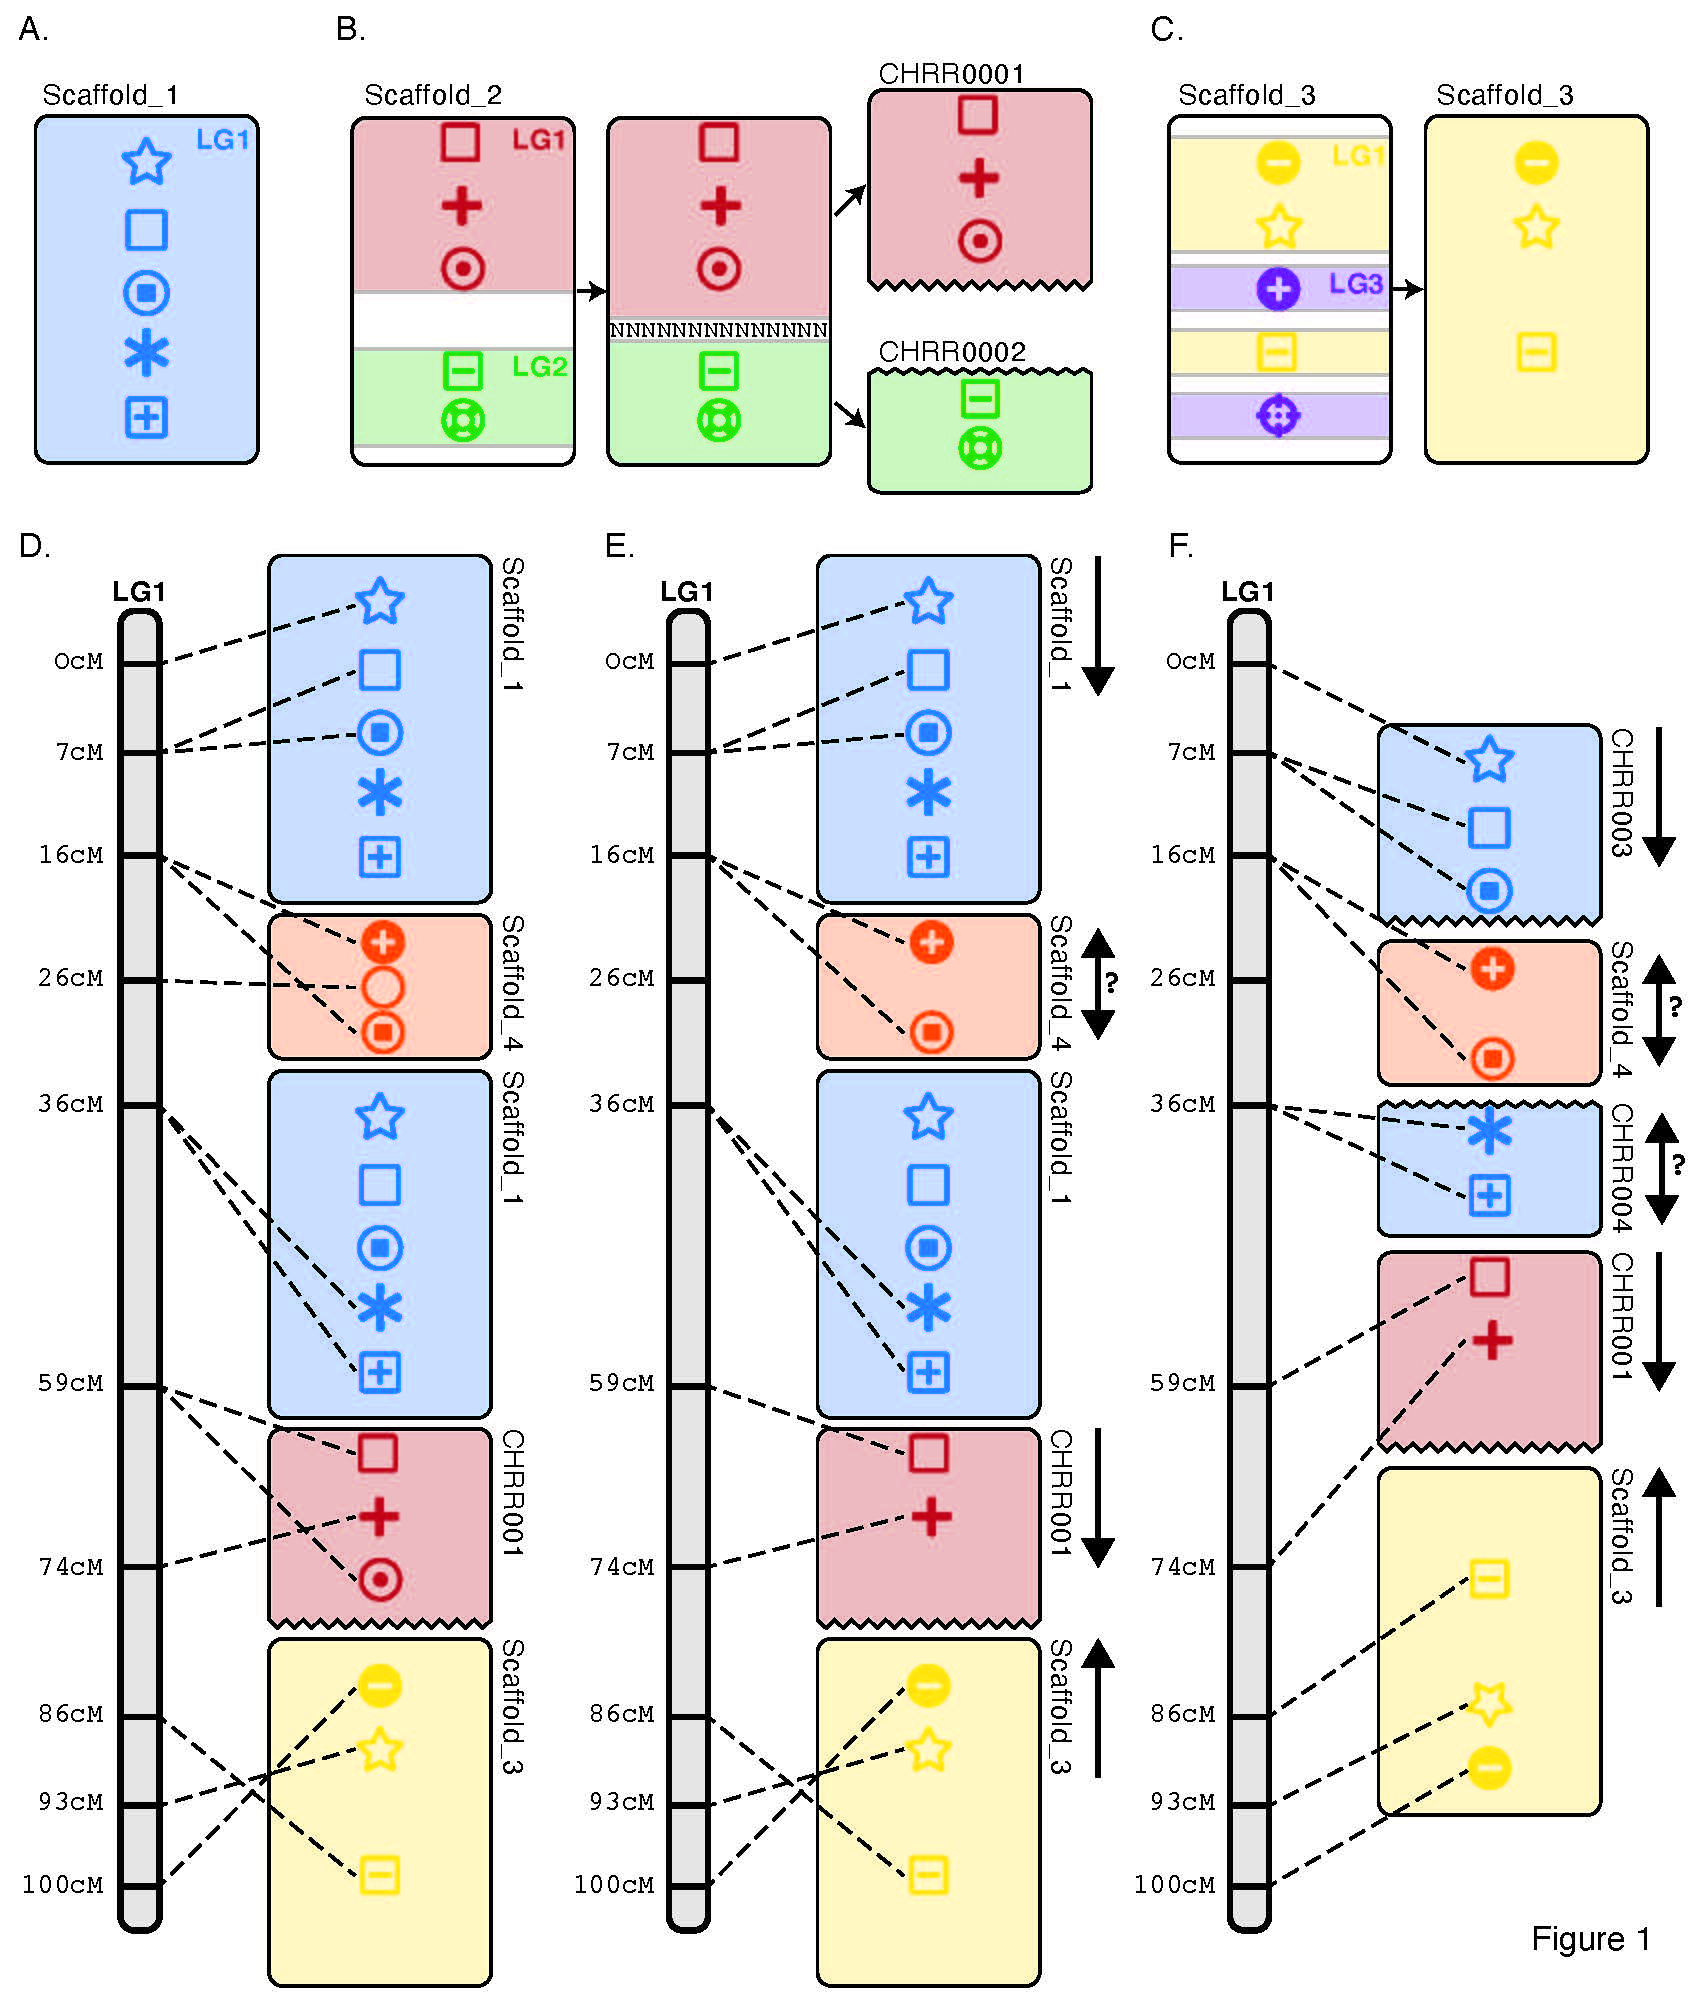 A.
B.
C.
Scaffold_1
LG1
Scaffold_2
LG1
LG2
NNNNNNNNNNNNNN
CHRR0001
CHRR0002
Scaffold_3
LG1
LG3
Scaffold_3
D.
LG1
0cM
7cM
16cM
26cM
36cM
59cM
74cM
86cM
93cM
100cM
Scaffold_1
Scaffold_4
Scaffold_1
CHRR001
Scaffold_3
E.
LG1
0cM
7cM
16cM
26cM
36cM
59cM
74cM
86cM
93cM
100cM
Scaffold_1
Scaffold_4
?
Scaffold_1
CHRR001
Scaffold_3
F.
LG1
0cM
7cM
16cM
26cM
36cM
59cM
74cM
86cM
93cM
100cM
CHRR003
Scaffold_4
?
CHRR004
?
CHRR001
Scaffold_3
Figure 1